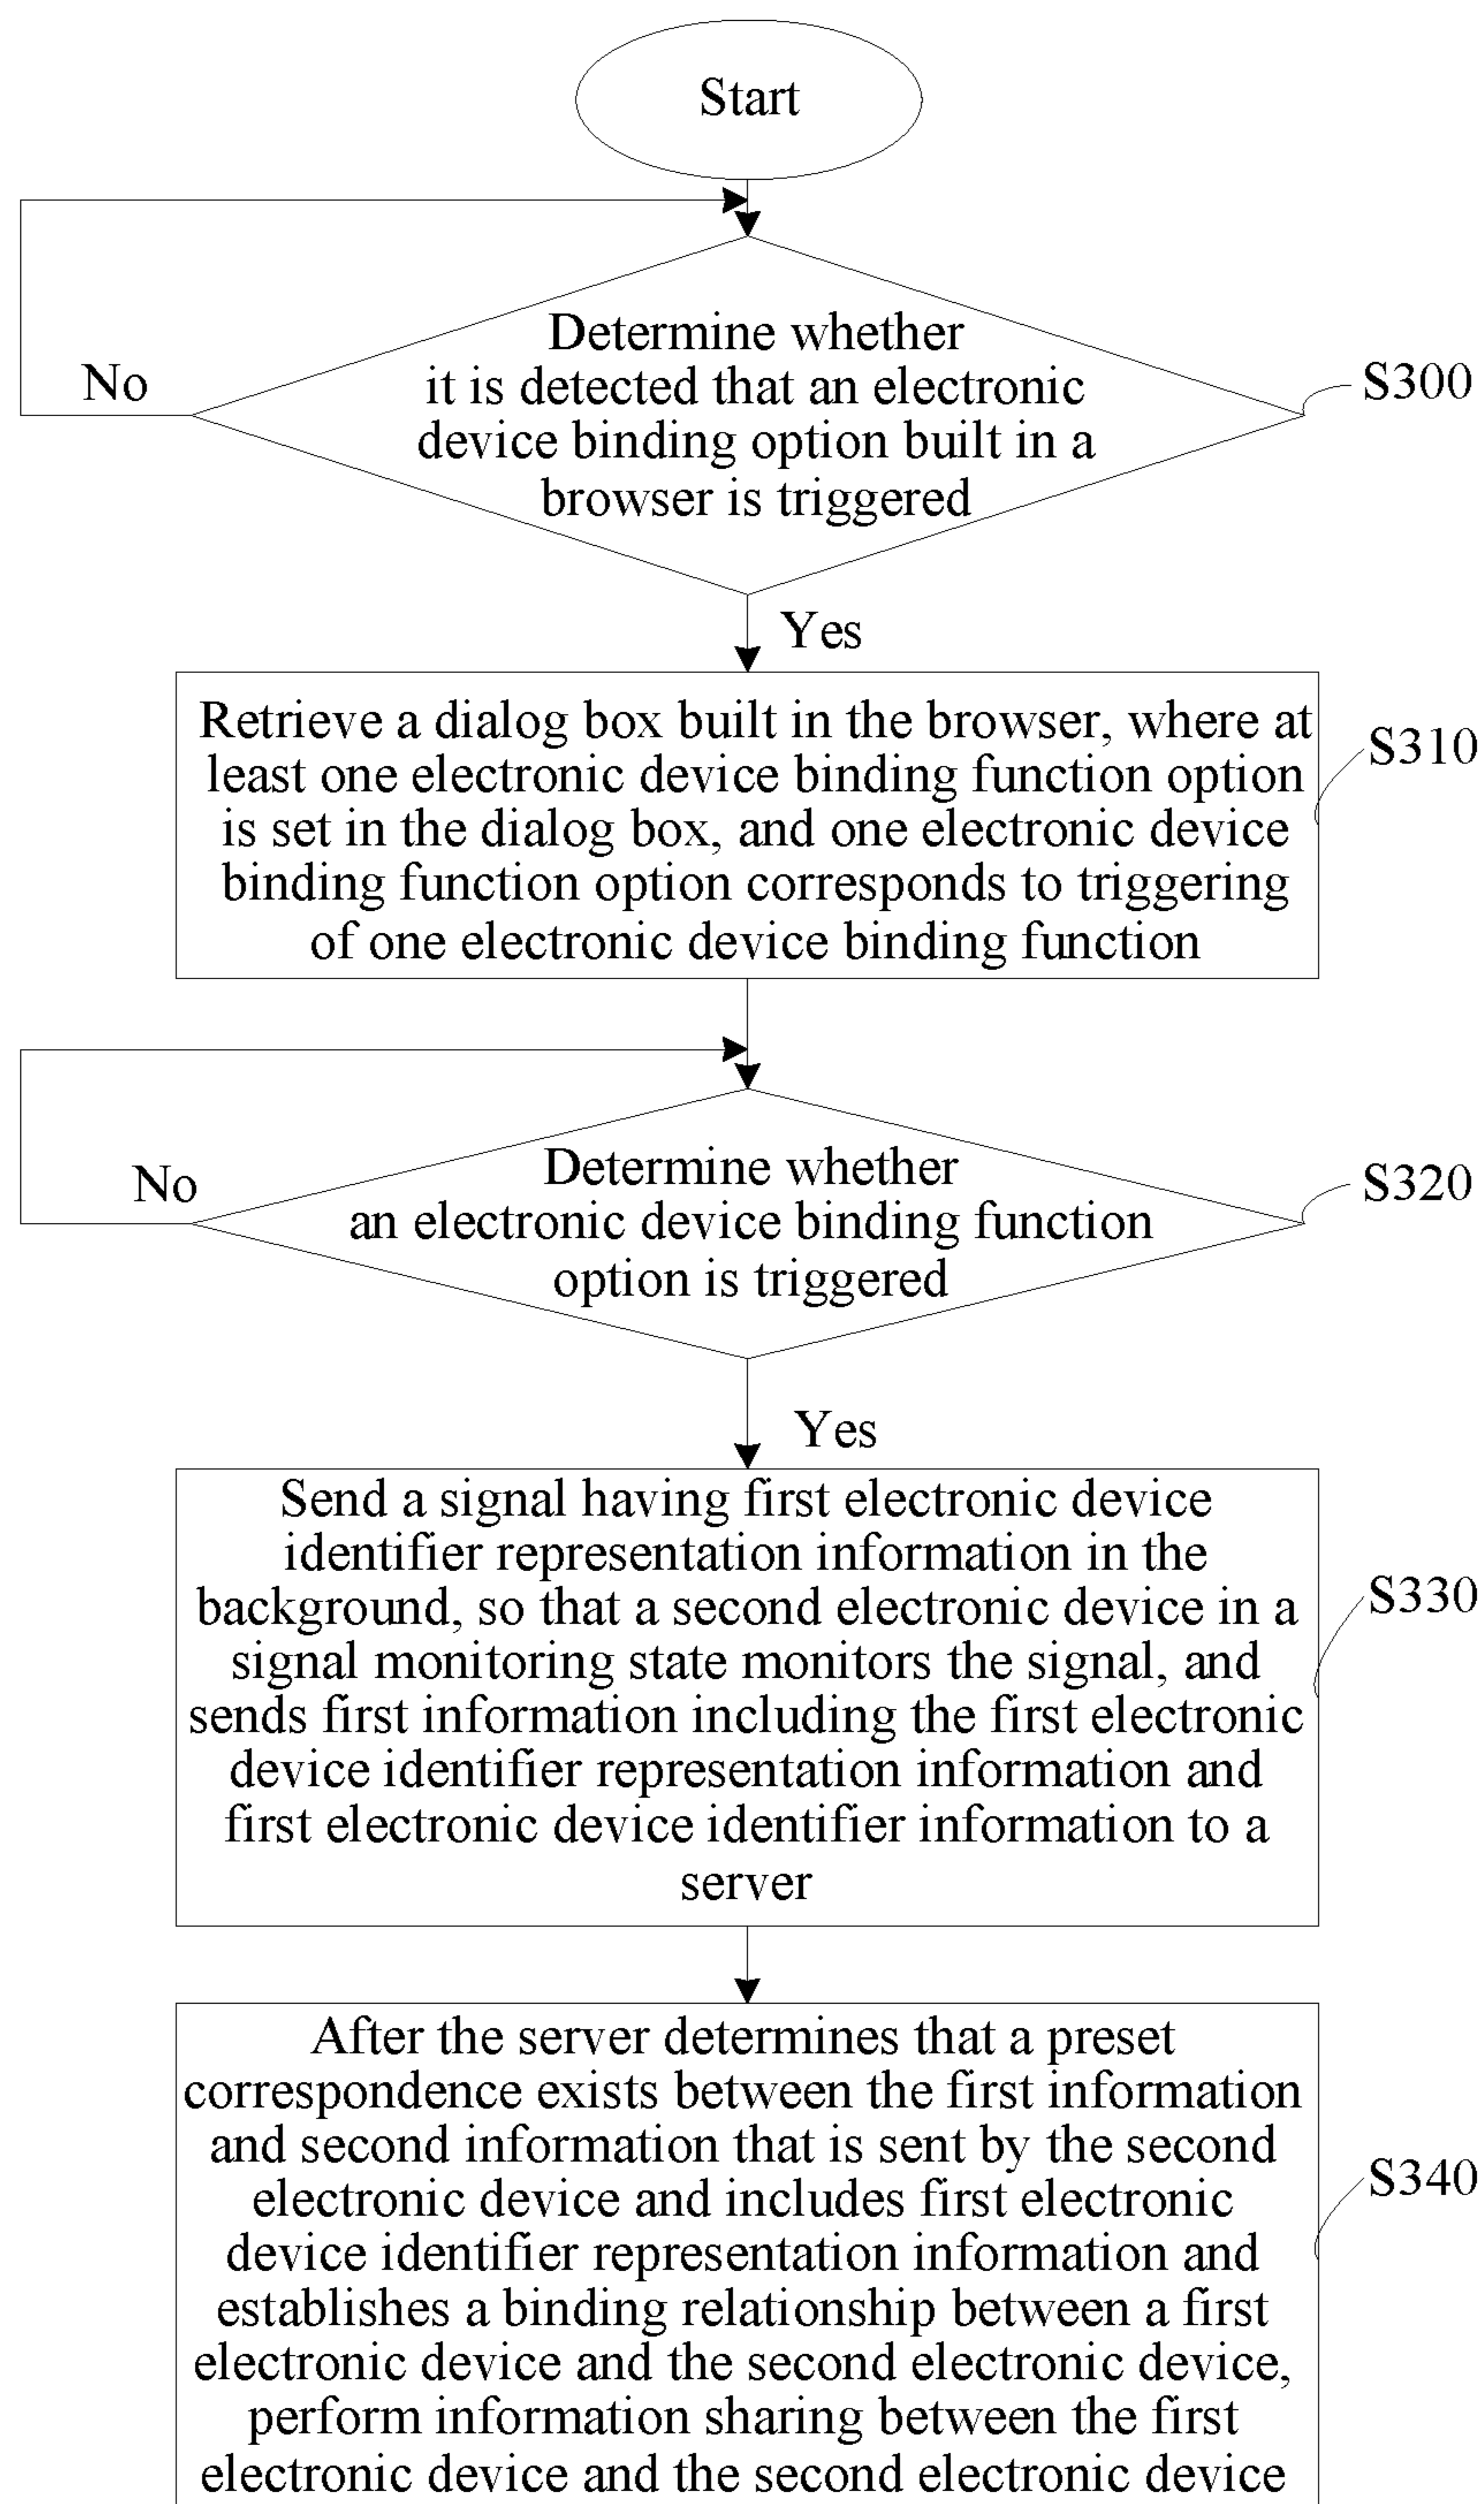 Start
Determine whether
it is detected that an electronic
device binding option built in a
browser is triggered
No
S300
Yes
Retrieve a dialog box built in the browser, where at
least one electronic device binding function option
is set in the dialog box, and one electronic device
binding function option corresponds to triggering
of one electronic device binding function
S310
Determine whether
an electronic device binding function
option is triggered
No
S320
Yes
Send a signal having first electronic device
identifier representation information in the
background, so that a second electronic device in a
signal monitoring state monitors the signal, and
sends first information including the first electronic
device identifier representation information and
first electronic device identifier information to a
server
S330
After the server determines that a preset
correspondence exists between the first information
and second information that is sent by the second
electronic device and includes first electronic
device identifier representation information and
establishes a binding relationship between a first
electronic device and the second electronic device,
perform information sharing between the first
electronic device and the second electronic device
S340